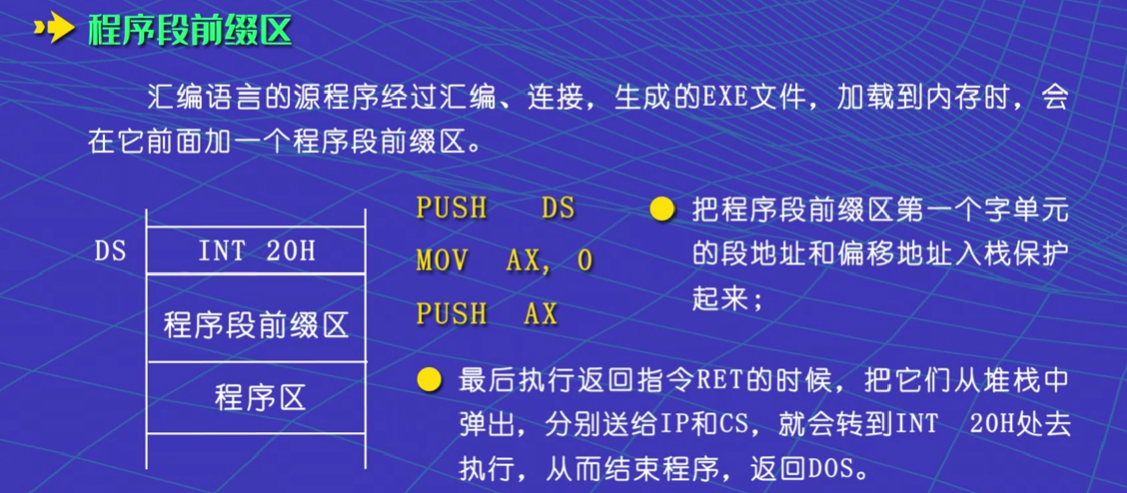 程序段前缀区
汇编语言的源程序经过汇编、连接，生成的EXE文件，加载到内存时，会
在它前面加一个程序段前缀区。
DS
INT 20H
程序段前缀区
程序区
PUSH DS
MOV AX, 0
PUSH AX
把程序段前缀区第一个字单元
的段地址和偏移地址入栈保护
起来；
最后执行返回指令RET的时候，把它们从堆栈中
弹出，分别送给IP和CS，就会转到INT 20H处去
执行，从而结束程序，返回DOS。